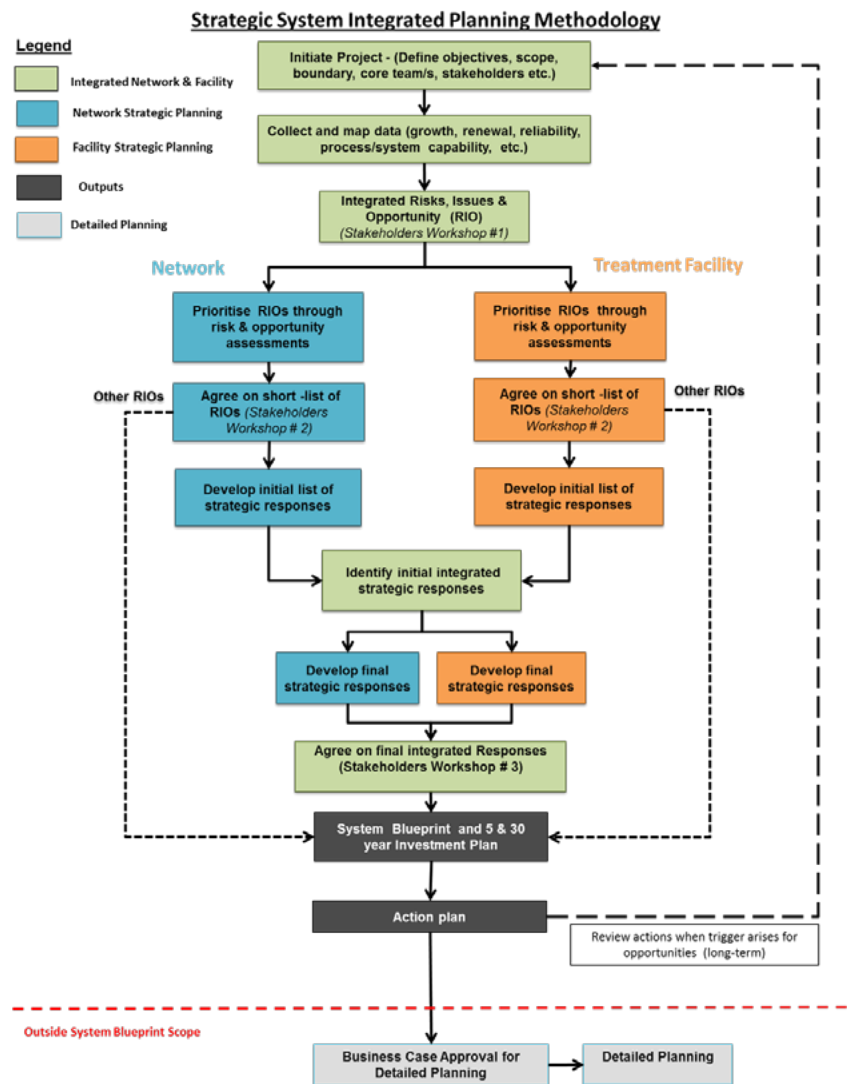 Strategic System Integrated Planning Methodology
Legend
Integrated Network & Facility
Network Strategic Planning
Facility Strategic Planning
Outputs
Detailed Planning
Initiate Project - (Define objectives, scope,
boundary, core team/s, stakeholders etc.)
Collect and map data (growth, renewal, reliability,
process/system capability, etc.)
Integrated Risks, Issues &
Opportunity (RIO)
(Stakeholders Workshop #1)
Network
Treatment Facility
Prioritise RIOs through
risk & opportunity
assessments
Prioritise RIOs through
risk & opportunity
assessments
Other RIOs
Agree on short -list of
RIOs (Stakeholders
Workshop # 2)
Agree on short -list of
RIOs (Stakeholders
Workshop # 2)
Other RIOs
Develop initial list of
strategic responses
Develop initial list of
strategic responses
Identify initial integrated
strategic responses
Develop final
strategic responses
Develop final
strategic responses
Agree on final integrated Responses
(Stakeholders Workshop # 3)
System Blueprint and 5 & 30
year Investment Plan
Action plan
Review actions when trigger arises for
opportunities (long-term)
Outside System Blueprint Scope
Business Case Approval for
Detailed Planning
Detailed Planning